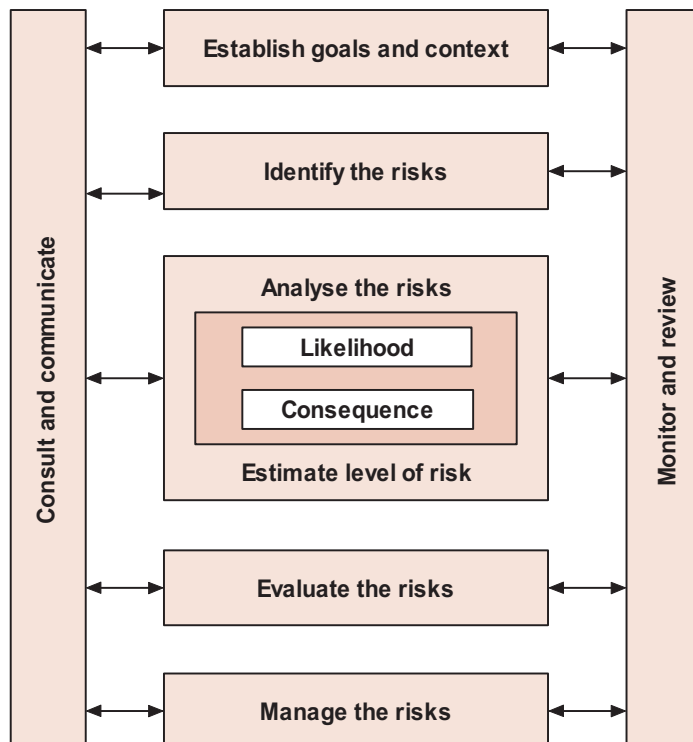 Consult and communicate
Establish goals and context
Identify the risks
Analyse the risks
Likelihood
Consequence
Estimate level of risk
Evaluate the risks
Manage the risks
Monitor and review